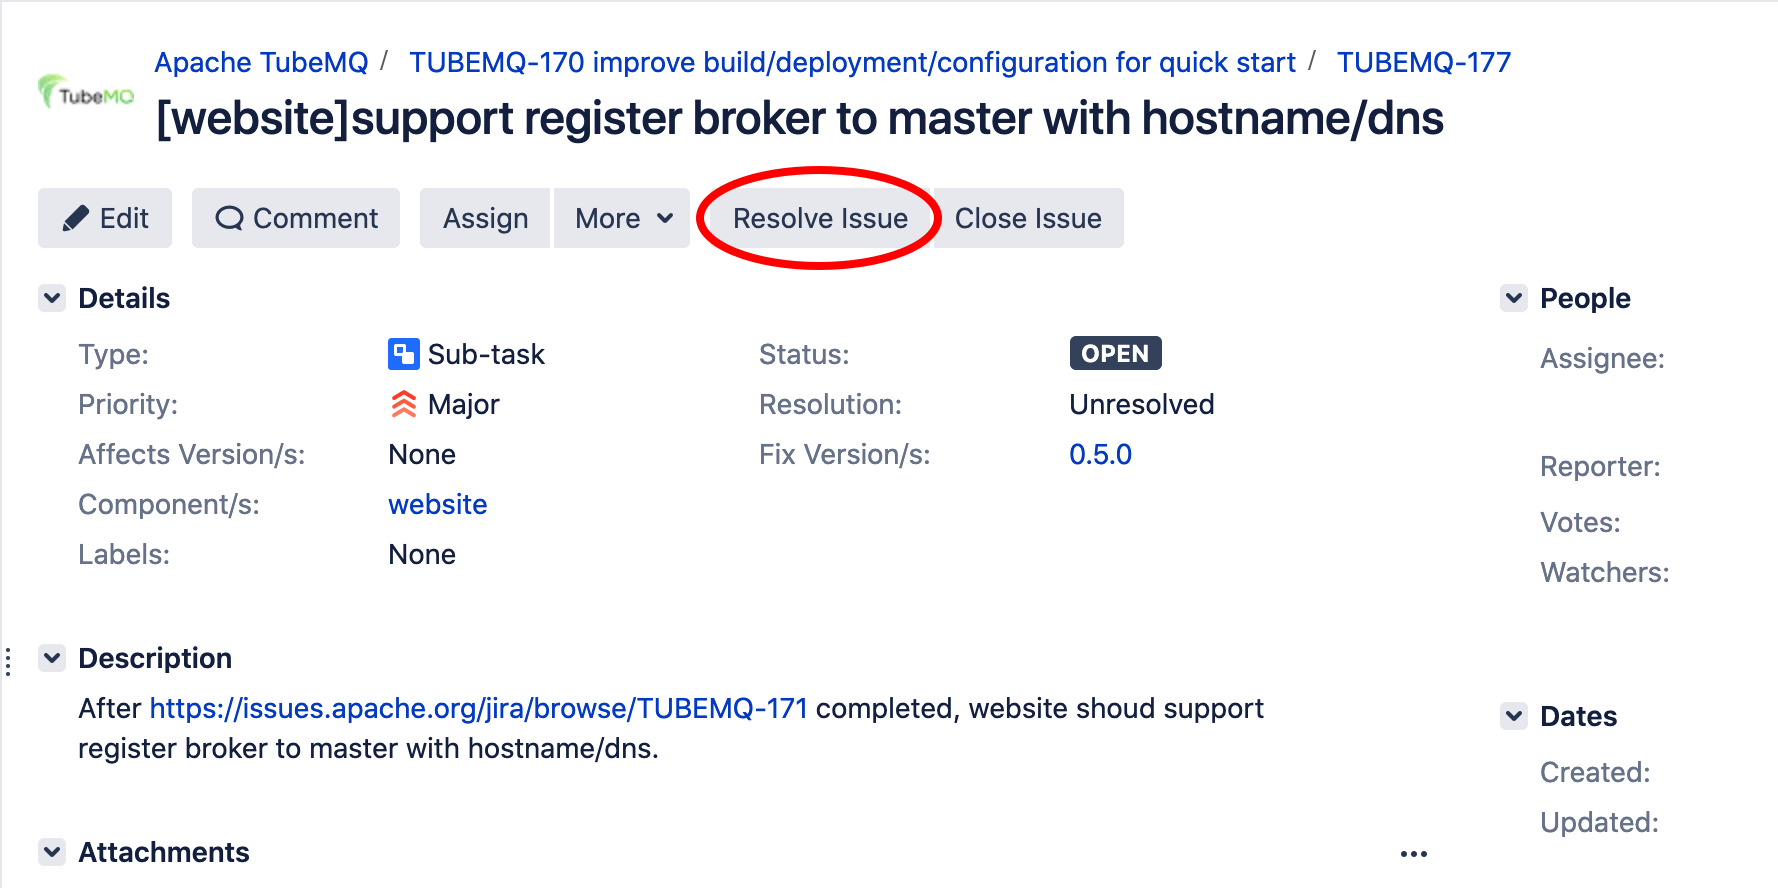 TubeMQ
Apache TubeMQ / TUBEMQ-170 improve build/deployment/configuration for quick start / TUBEMQ-177
[website]support register broker to master with hostname/dns
Edit Comment Assign More Resolve Issue Close Issue
Details
Type: Sub-task Status: OPEN
Priority: Major Resolution: Unresolved
Affects Version/s: None Fix Version/s: 0.5.0
Component/s: website
Labels: None
People
Assignee:
Reporter:
Votes:
Watchers:
Description
After https://issues.apache.org/jira/browse/TUBEMQ-171 completed, website shoud support
register broker to master with hostname/dns.
Dates
Created:
Updated:
Attachments